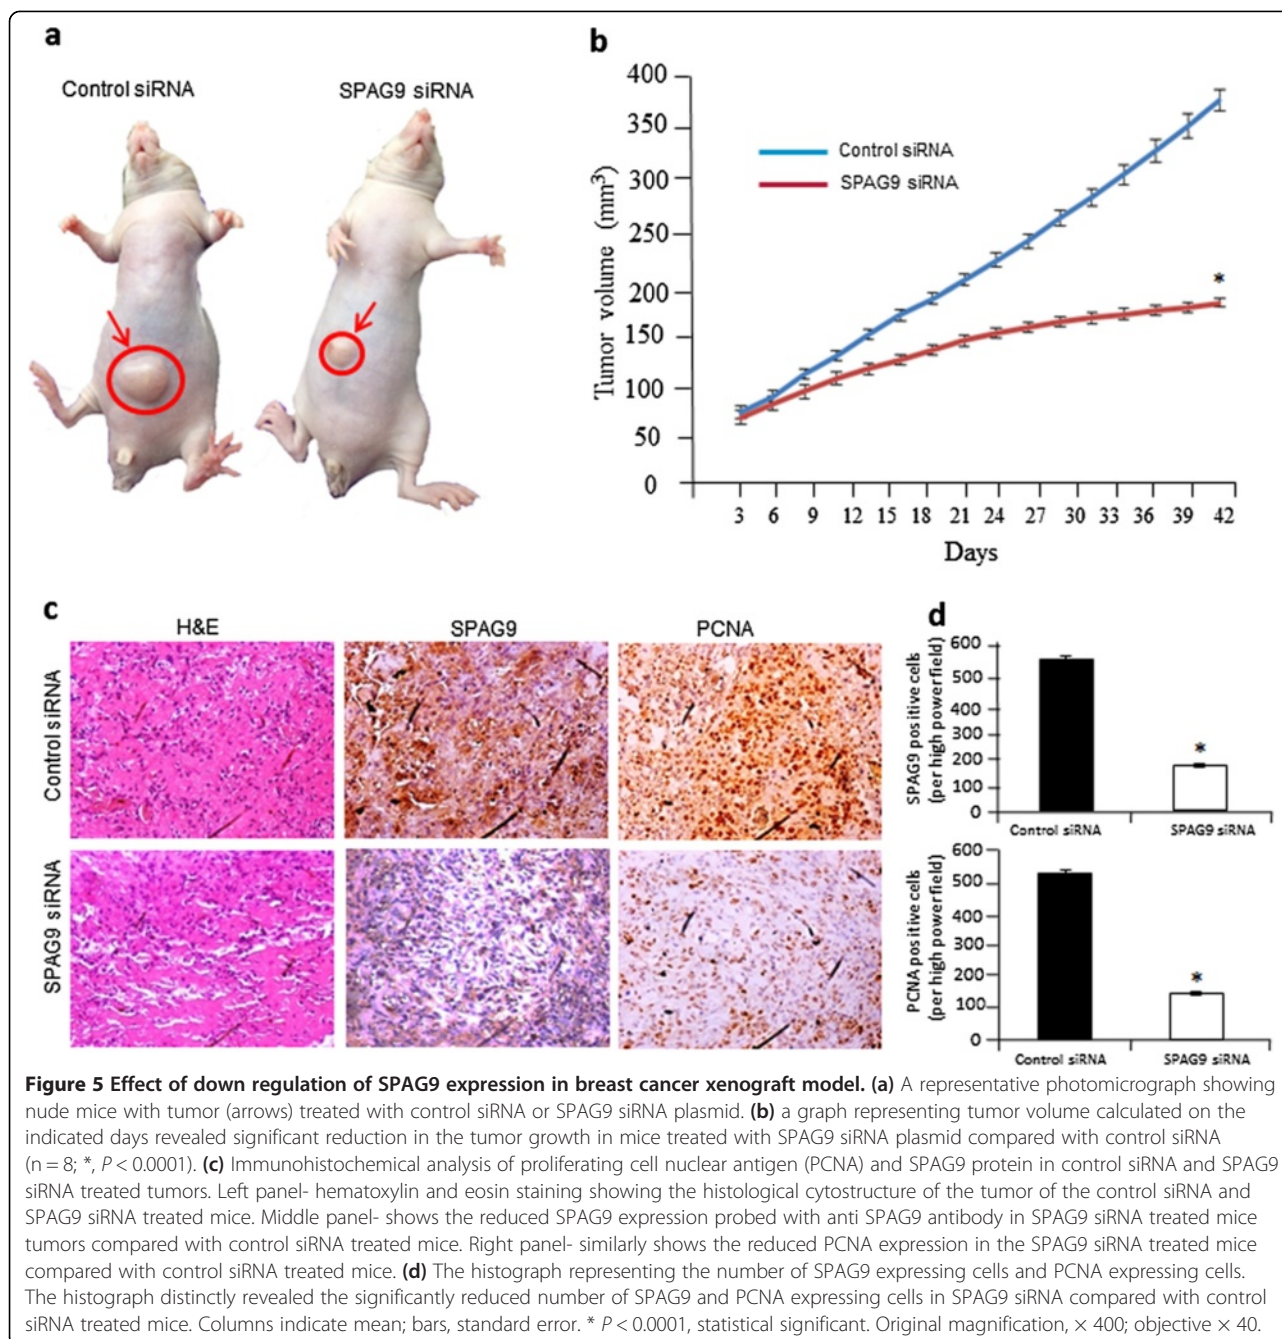 a
Control siRNA
SPAG9 siRNA
b
400
350
300
250
200
150
100
50
0
Tumor volume (mm³)
Control siRNA
SPAG9 siRNA
*
3 6 9 12 15 18 21 24 27 30 33 36 39 42
Days
c
H&E
SPAG9
PCNA
Control siRNA
SPAG9 siRNA
d
SPAG9 positive cells
(per high power field)
600
500
400
300
200
100
0
*
Control siRNA
SPAG9 siRNA
PCNA positive cells
(per high power field)
600
500
400
300
200
100
0
*
Control siRNA
SPAG9 siRNA
Figure 5 Effect of down regulation of SPAG9 expression in breast cancer xenograft model. (a) A representative photomicrograph showing
nude mice with tumor (arrows) treated with control siRNA or SPAG9 siRNA plasmid. (b) a graph representing tumor volume calculated on the
indicated days revealed significant reduction in the tumor growth in mice treated with SPAG9 siRNA plasmid compared with control siRNA
(n = 8; *, P < 0.0001). (c) Immunohistochemical analysis of proliferating cell nuclear antigen (PCNA) and SPAG9 protein in control siRNA and SPAG9
siRNA treated tumors. Left panel- hematoxylin and eosin staining showing the histological cytostructure of the tumor of the control siRNA and
SPAG9 siRNA treated mice. Middle panel- shows the reduced SPAG9 expression probed with anti SPAG9 antibody in SPAG9 siRNA treated mice
tumors compared with control siRNA treated mice. Right panel- similarly shows the reduced PCNA expression in the SPAG9 siRNA treated mice
compared with control siRNA treated mice. (d) The histograph representing the number of SPAG9 expressing cells and PCNA expressing cells.
The histograph distinctly revealed the significantly reduced number of SPAG9 and PCNA expressing cells in SPAG9 siRNA compared with control
siRNA treated mice. Columns indicate mean; bars, standard error. * P < 0.0001, statistical significant. Original magnification, × 400; objective × 40.